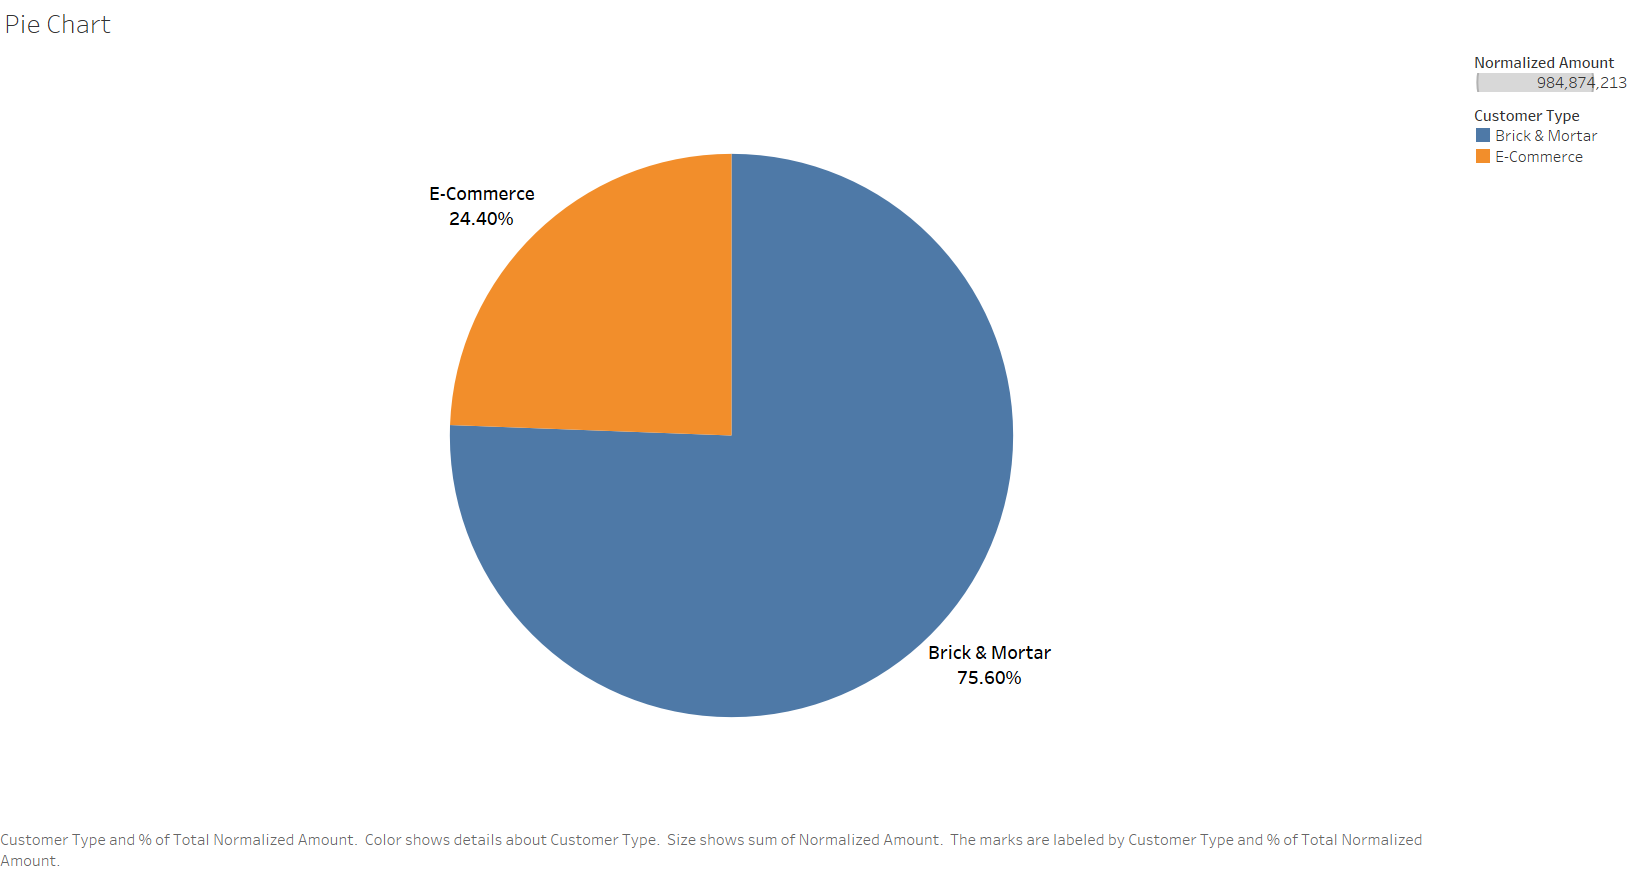 Pie Chart
Normalized Amount
984,874,213
Customer Type
Brick & Mortar
E-Commerce
E-Commerce
24.40%
Brick & Mortar
75.60%
Customer Type and % of Total Normalized Amount.  Color shows details about Customer Type.  Size shows sum of Normalized Amount.  The marks are labeled by Customer Type and % of Total Normalized
Amount.